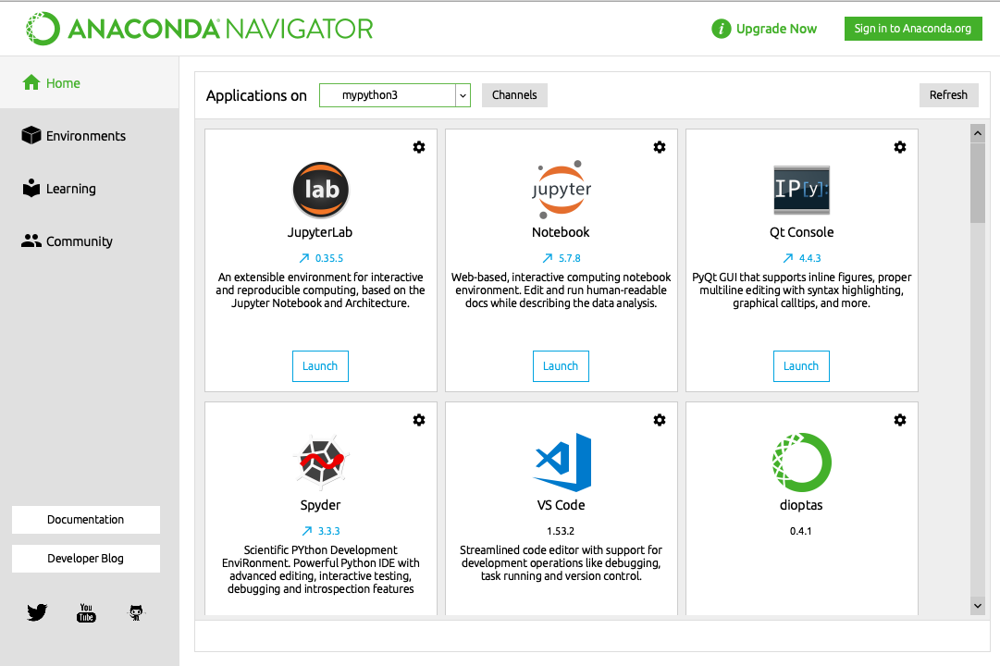 ANACONDA NAVIGATOR
i Upgrade Now
Sign in to Anaconda.org
Home
Environments
Learning
Community
Documentation
Developer Blog
You
Tube
Applications on
mypython3
Channels
Refresh
lab
JupyterLab
0.35.5
An extensible environment for interactive
and reproducible computing, based on the
Jupyter Notebook and Architecture.
Launch
jupyter
Notebook
5.7.8
Web-based, interactive computing notebook
environment. Edit and run human-readable
docs while describing the data analysis.
Launch
IP[y]:
Qt Console
4.4.3
PyQt GUI that supports inline figures, proper
multiline editing with syntax highlighting,
graphical calltips, and more.
Launch
Spyder
3.3.3
Scientific PYthon Development
EnviRonment. Powerful Python IDE with
advanced editing, interactive testing,
debugging and introspection features
VS Code
1.53.2
Streamlined code editor with support for
development operations like debugging,
task running and version control.
dioptas
0.4.1